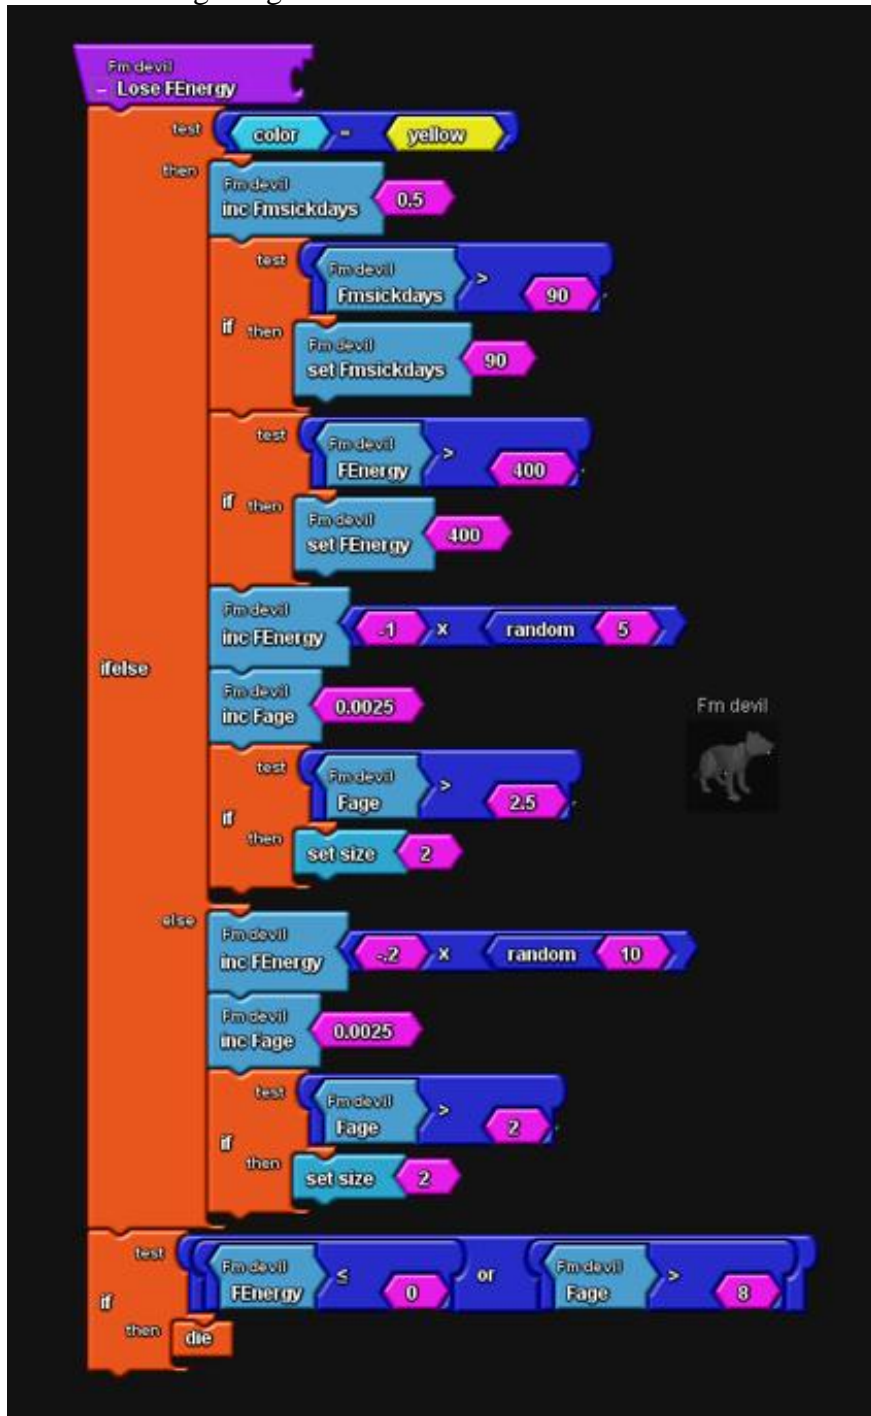 Fm devil
– Lose FEnergy
test color = yellow
then
Fm devil
inc Fmsickdays 0.5
test Fm devil
Fmsickdays > 90
if then
Fm devil
set Fmsickdays 90
test Fm devil
FEnergy > 400
if then
Fm devil
set FEnergy 400
Fm devil
inc FEnergy -1 x random 5
ifelse
Fm devil
inc Fage 0.0025
Fm devil
test Fm devil
Fage > 2.5
if
then
set size 2
else
Fm devil
inc FEnergy -.2 x random 10
Fm devil
inc Fage 0.0025
test Fm devil
Fage > 2
if
then
set size 2
test Fm devil
FEnergy ≤ 0 or Fm devil
Fage > 8
if
then die